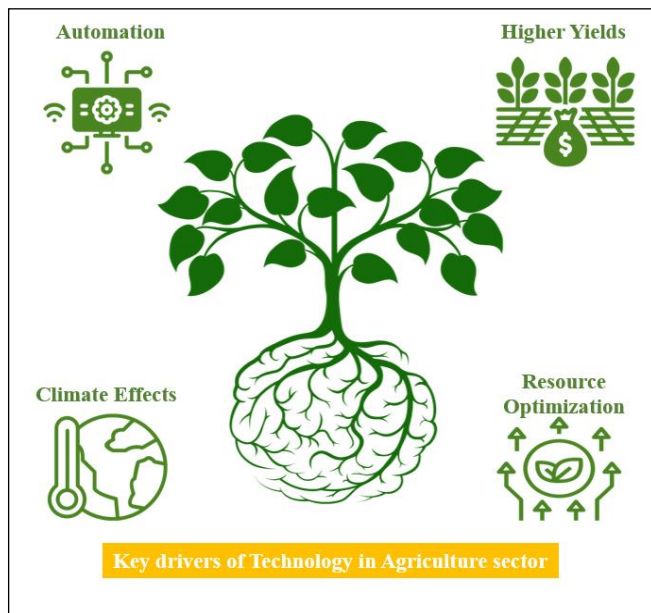 Automation
Higher Yields
$
Climate Effects
Resource
Optimization
Key drivers of Technology in Agriculture sector